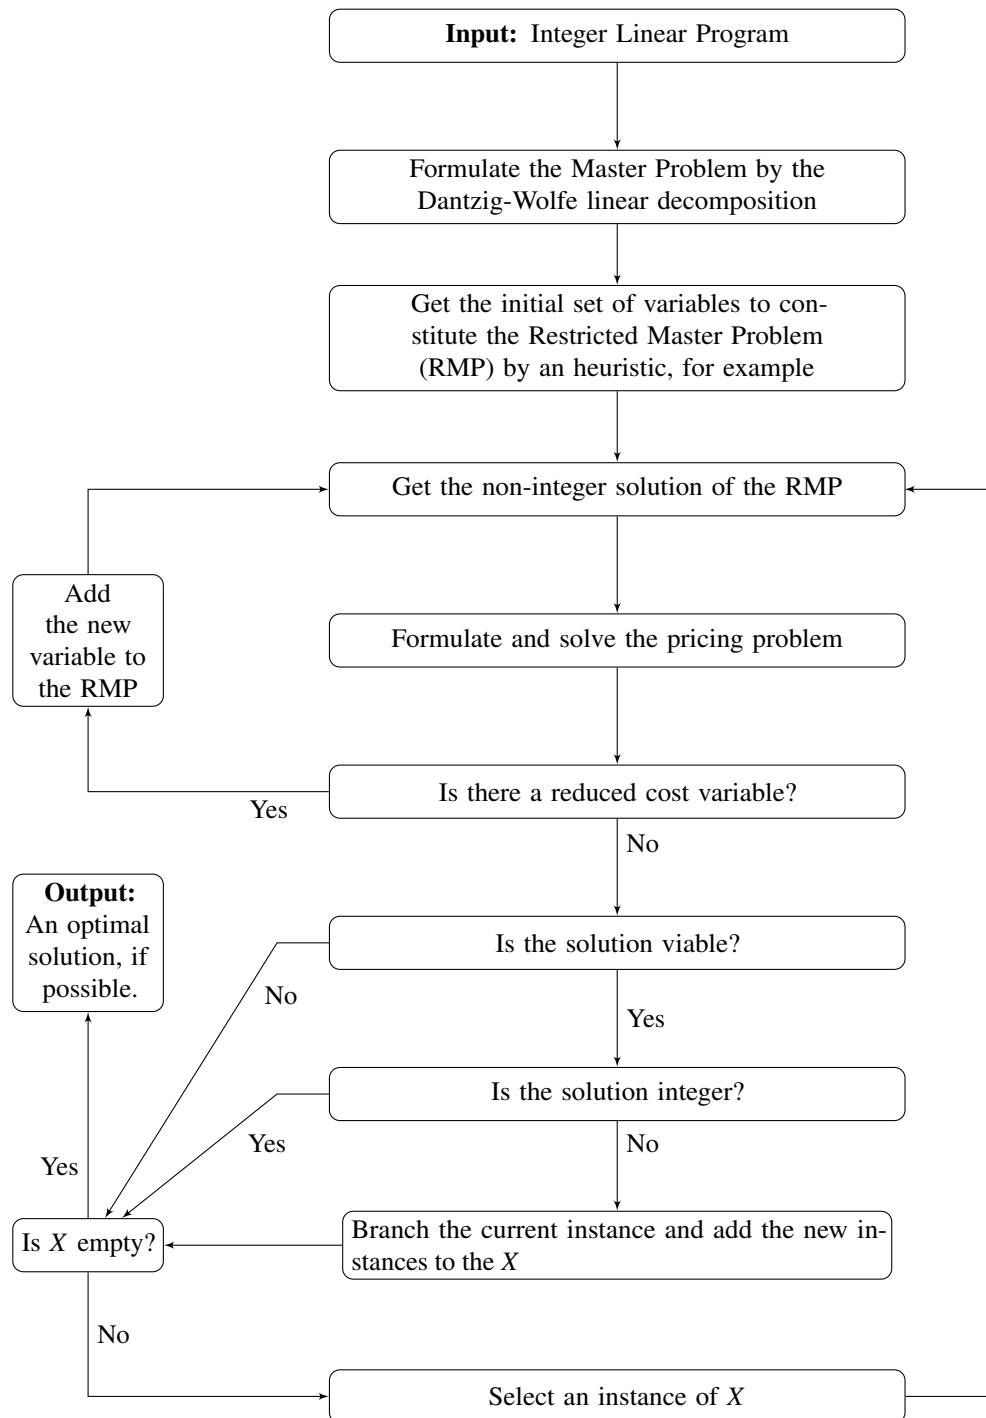 Input: Integer Linear Program
Formulate the Master Problem by the
Dantzig-Wolfe linear decomposition
Get the initial set of variables to con-
stitute the Restricted Master Problem
(RMP) by an heuristic, for example
Get the non-integer solution of the RMP
Add
the new
variable to
the RMP
Formulate and solve the pricing problem
Is there a reduced cost variable?
Yes
No
Output:
An optimal
solution, if
possible.
Is the solution viable?
No
Yes
Is the solution integer?
Yes
No
Yes
Is X empty?
Branch the current instance and add the new in-
stances to the X
No
Select an instance of X